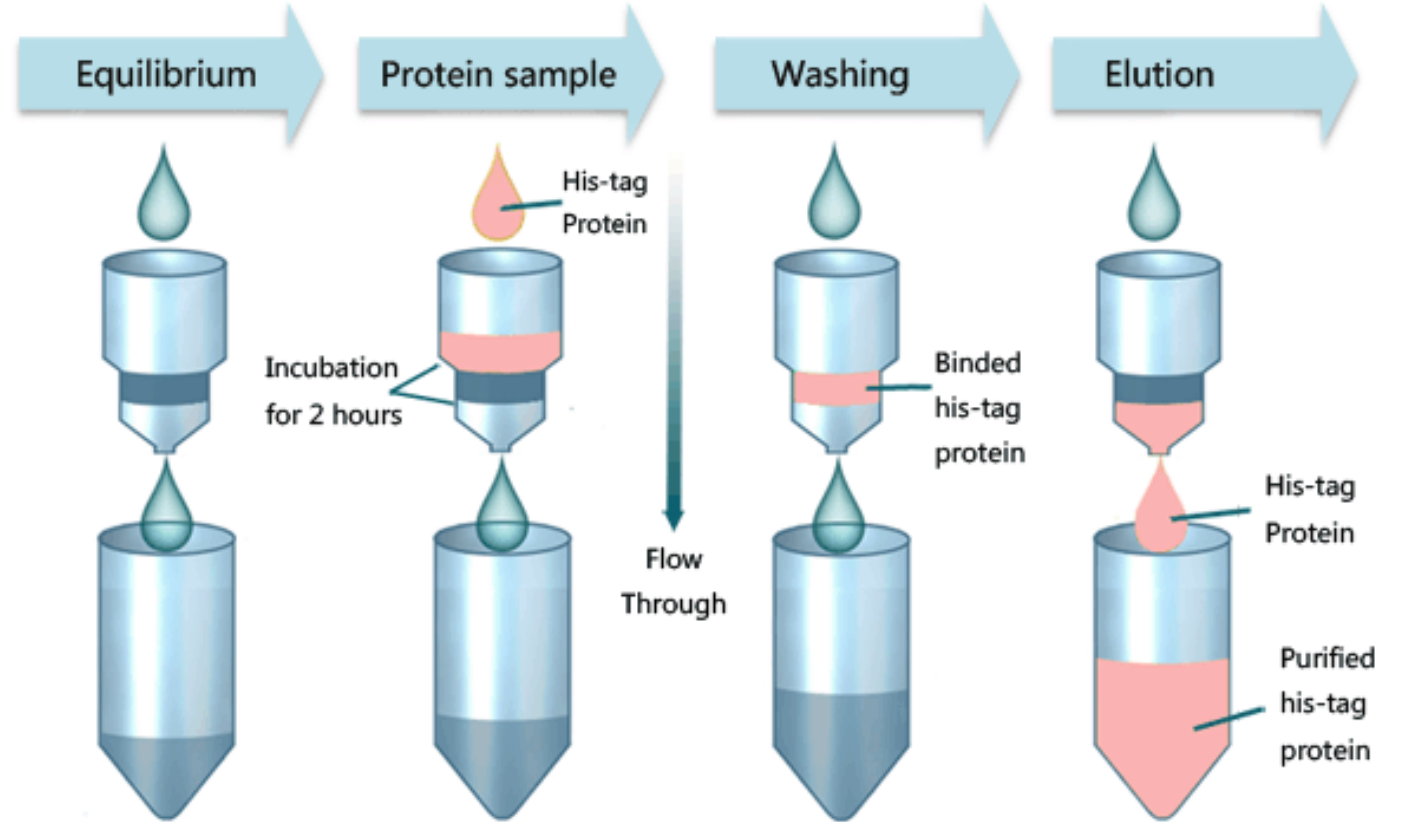 Equilibrium
Protein sample
Washing
Elution
His-tag
Protein
Incubation
for 2 hours
Flow
Through
Binded
his-tag
protein
His-tag
Protein
Purified
his-tag
protein